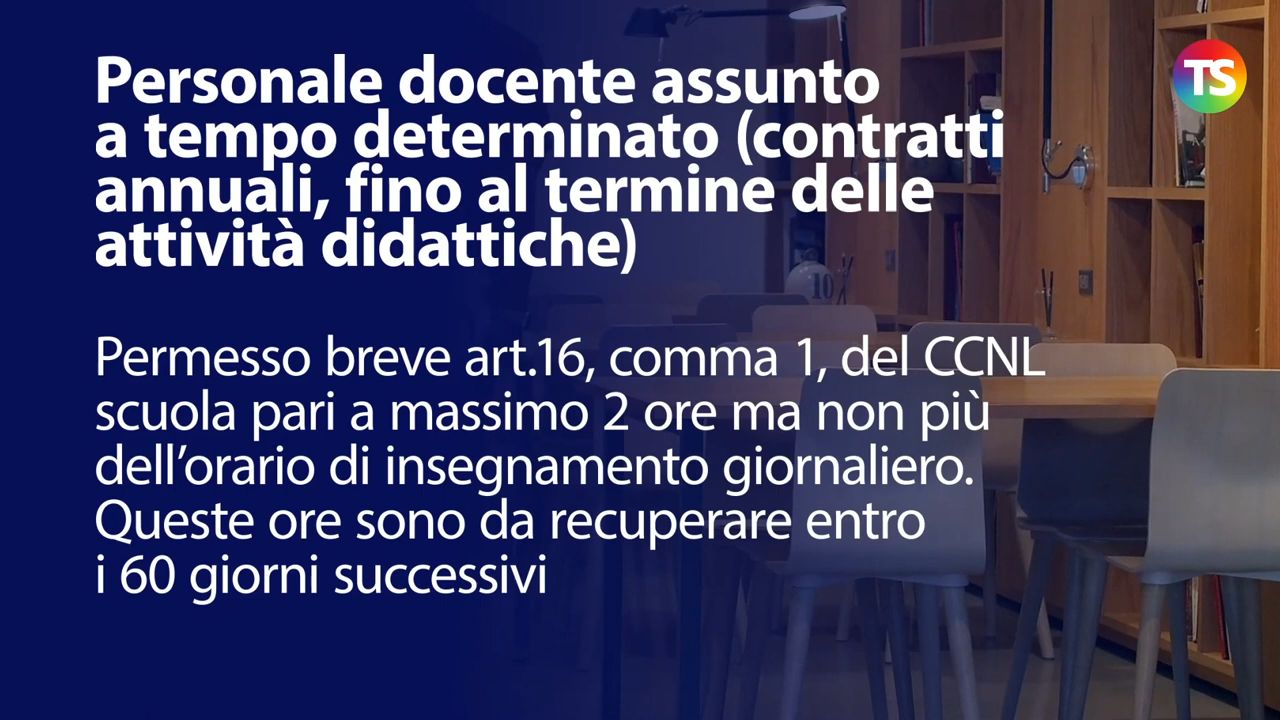 TS
Personale docente assunto
a tempo determinato (contratti
annuali, fino al termine delle
attività didattiche)
10
Permesso breve art.16, comma 1, del CCNL
scuola pari a massimo 2 ore ma non più
dell’orario di insegnamento giornaliero.
Queste ore sono da recuperare entro
i 60 giorni successivi